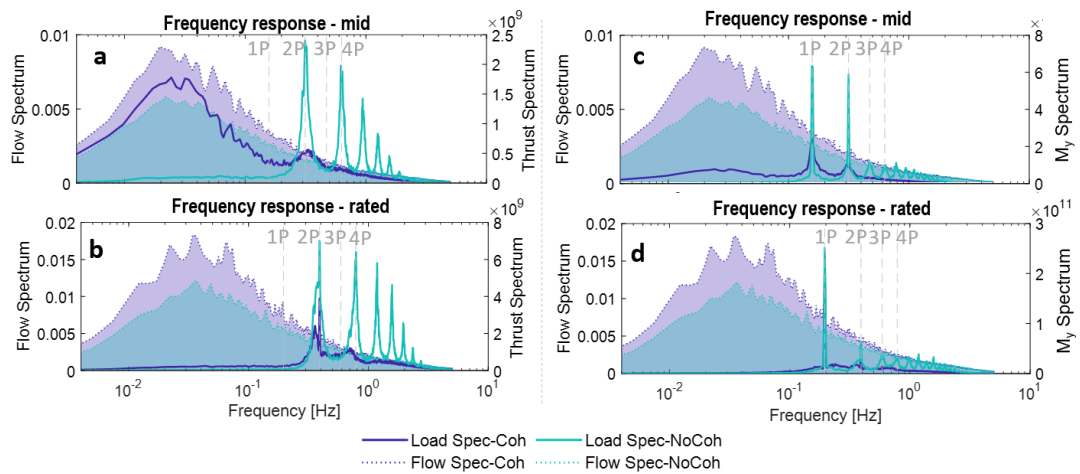 Frequency response - mid
×10⁹
a
1P 2P 3P 4P
0.01
0.005
0
Flow Spectrum
2.5
2
1.5
1
0.5
0
Thrust Spectrum
Frequency response - rated
×10⁹
b
1P 2P 3P 4P
0.02
0.015
0.01
0.005
0
Flow Spectrum
8
6
4
2
0
Thrust Spectrum
10⁻² 10⁻¹ 10⁰ 10¹
Frequency [Hz]
Frequency response - mid
×10
c
1P 2P 3P 4P
0.01
0.005
0
Flow Spectrum
8
6
4
2
0
My Spectrum
Frequency response - rated
×10¹¹
d
1P 2P 3P 4P
0.02
0.015
0.01
0.005
0
Flow Spectrum
3
2
1
0
My Spectrum
10⁻² 10⁻¹ 10⁰ 10¹
Frequency [Hz]
Load Spec-Coh Load Spec-NoCoh
Flow Spec-Coh Flow Spec-NoCoh